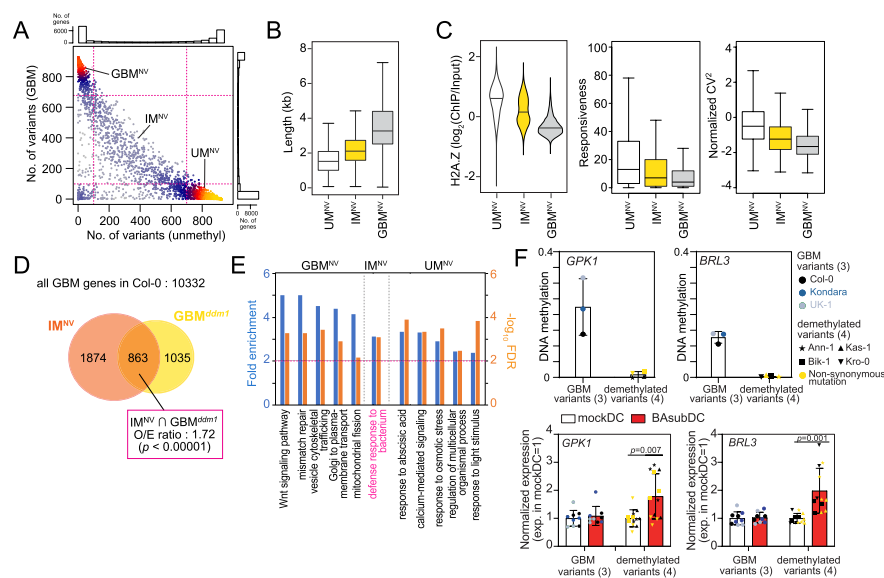 A
No. of
genes
6000
0
No. of variants (GBM)
800
600
400
200
0
GBM^NV
IM^NV
UM^NV
0 200 400 600 800
No. of variants (unmethyl)
0 8000
No. of
genes
B
Length (kb)
8
6
4
2
0
UM^NV
IM^NV
GBM^NV
C
H2A.Z (log2(ChIP/Input))
2
0
-2
UM^NV
IM^NV
GBM^NV
Responsiveness
100
80
60
40
20
0
UM^NV
IM^NV
GBM^NV
Normalized CV²
4
2
0
-2
-4
UM^NV
IM^NV
GBM^NV
D
all GBM genes in Col-0 : 10332
IM^NV
GBM^ddm1
1874
863
1035
IM^NV ∩ GBM^ddm1
O/E ratio : 1.72
(p < 0.00001)
E
GBM^NV
IM^NV
UM^NV
Fold enrichment
6
4
2
0
-log10 FDR
6
4
2
0
Wnt signaling pathway
mismatch repair
vesicle cytoskeletal
trafficking
Golgi to plasma-
membrane transport
mitochondrial fission
defense response to
bacterium
response to abscisic acid
calcium-mediated signaling
response to osmotic stress
regulation of multicellular
organismal process
response to light stimulus
F
GPK1
DNA methylation
.6
.4
.2
0
GBM
variants (3)
demethylated
variants (4)
BRL3
DNA methylation
.6
.4
.2
0
GBM
variants (3)
demethylated
variants (4)
GBM
variants (3)
Col-0
Kondara
UK-1
demethylated
variants (4)
Ann-1
Kas-1
Bik-1
Kro-0
Non-synonymous
mutation
mockDC
BAsubDC
GPK1
p=0.007
Normalized expression
(exp. in mockDC=1)
4
3
2
1
0
GBM
variants (3)
demethylated
variants (4)
BRL3
p=0.001
Normalized expression
(exp. in mockDC=1)
4
3
2
1
0
GBM
variants (3)
demethylated
variants (4)